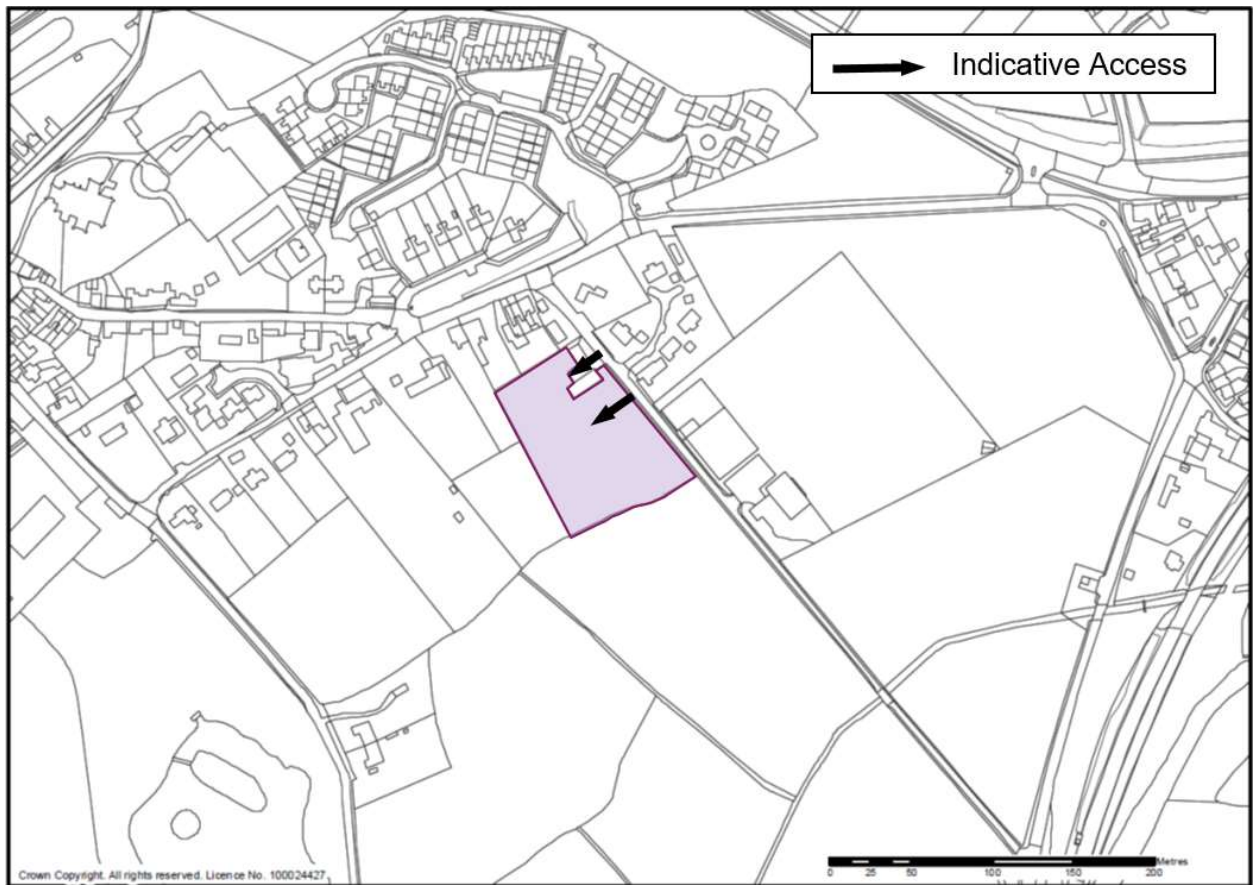 Indicative Access
Metres
0 25 50 100 150 200
Crown Copyright. All rights reserved. Licence No. 100024427